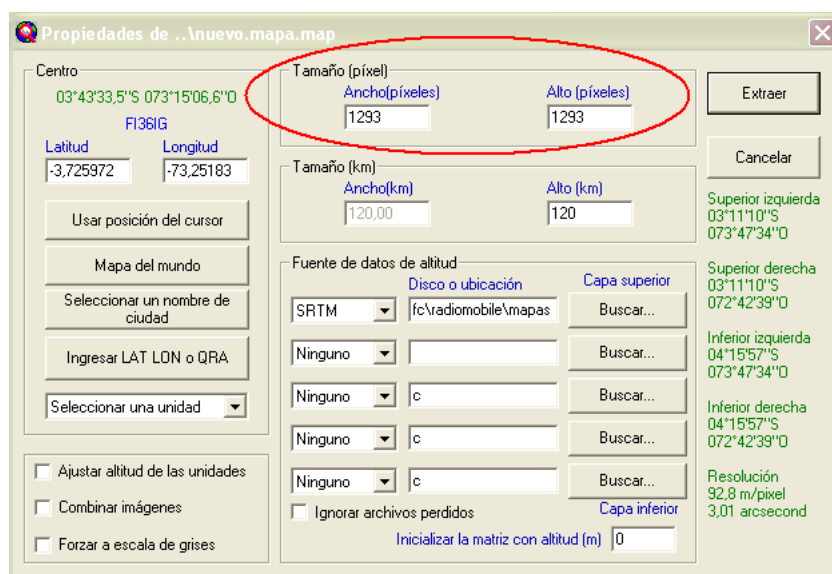 Propiedades de ..\nuevo.mapa.map
Centro
03°43'33,5''S 073°15'06,6''O
FI36IG
Latitud Longitud
-3,725972 -73,25183
Usar posición del cursor
Mapa del mundo
Seleccionar un nombre de
ciudad
Ingresar LAT LON o QRA
Seleccionar una unidad
Ajustar altitud de las unidades
Combinar imágenes
Forzar a escala de grises
Tamaño (píxel)
Ancho(píxeles) Alto (píxeles)
1293 1293
Tamaño (km)
Ancho(km) Alto (km)
120,00 120
Fuente de datos de altitud
Disco o ubicación Capa superior
SRTM fc\radiomobile\mapas Buscar...
Ninguno Buscar...
Ninguno c Buscar...
Ninguno c Buscar...
Ninguno c Buscar...
Ignorar archivos perdidos Capa inferior
Inicializar la matriz con altitud (m) 0
Extraer
Cancelar
Superior izquierda
03°11'10''S
073°47'34''O
Superior derecha
03°11'10''S
072°42'39''O
Inferior izquierda
04°15'57''S
073°47'34''O
Inferior derecha
04°15'57''S
072°42'39''O
Resolución
92,8 m/pixel
3,01 arcsecond